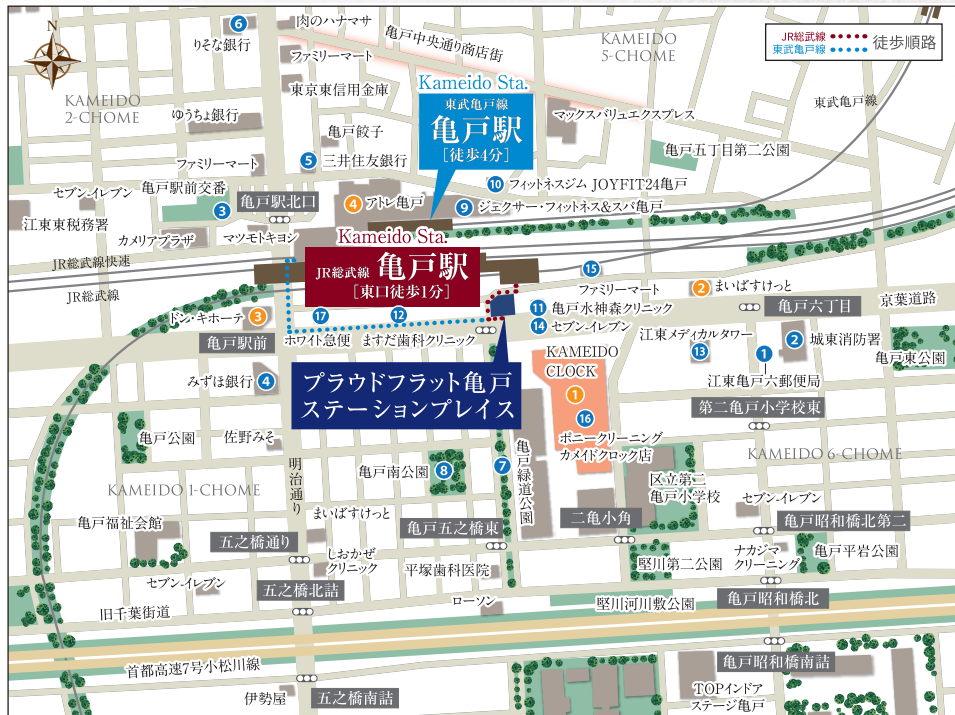 N
6
りそな銀行
肉のハナマサ
ファミリーマート
亀戸中央通り商店街
KAMEIDO
5-CHOME
JR総武線
東武亀戸線
徒歩順路
KAMEIDO
2-CHOME
ゆうちょ銀行
東京東信用金庫
亀戸餃子
Kameido Sta.
東武亀戸線
亀戸駅
[徒歩4分]
マックスバリュエクスプレス
東武亀戸線
亀戸五丁目第二公園
ファミリーマート
5
三井住友銀行
セブン-イレブン
亀戸駅前交番
3
亀戸駅北口
4
アトレ亀戸
10
フィットネスジム JOYFIT24亀戸
9
ジェクサー・フィットネス&スパ亀戸
江東東税務署
カメリアプラザ
マツモトキヨシ
Kameido Sta.
JR総武線 亀戸駅
[東口徒歩1分]
JR総武線快速
JR総武線
15
ファミリーマート
2
まいばすけっと
亀戸六丁目
京葉道路
ドン・キホーテ
3
17
12
11
亀戸水神森クリニック
14
セブン-イレブン
亀戸駅前
ホワイト急便
ますだ歯科クリニック
江東メディカルタワー
13
1
2
城東消防署
亀戸東公園
江東亀戸六郵便局
KAMEIDO
CLOCK
1
16
ポニークリーニング
カメイドクロック店
みずほ銀行
4
プラウドフラット亀戸
ステーションプレイス
第二亀戸小学校東
亀戸公園
佐野みそ
明治通り
亀戸南公園
8
7
亀戸緑道公園
KAMEIDO 6-CHOME
KAMEIDO 1-CHOME
区立第二
亀戸小学校
セブン-イレブン
亀戸福祉会館
まいばすけっと
亀戸五之橋東
二亀小角
亀戸昭和橋北第二
五之橋通り
しおかぜ
クリニック
平塚歯科医院
堅川第二公園
ナカジマ
クリーニング
亀戸平岩公園
セブン-イレブン
五之橋北詰
ローソン
堅川河川敷公園
亀戸昭和橋北
旧千葉街道
首都高速7号小松川線
亀戸昭和橋南詰
伊勢屋
五之橋南詰
TOPインドア
ステージ亀戸